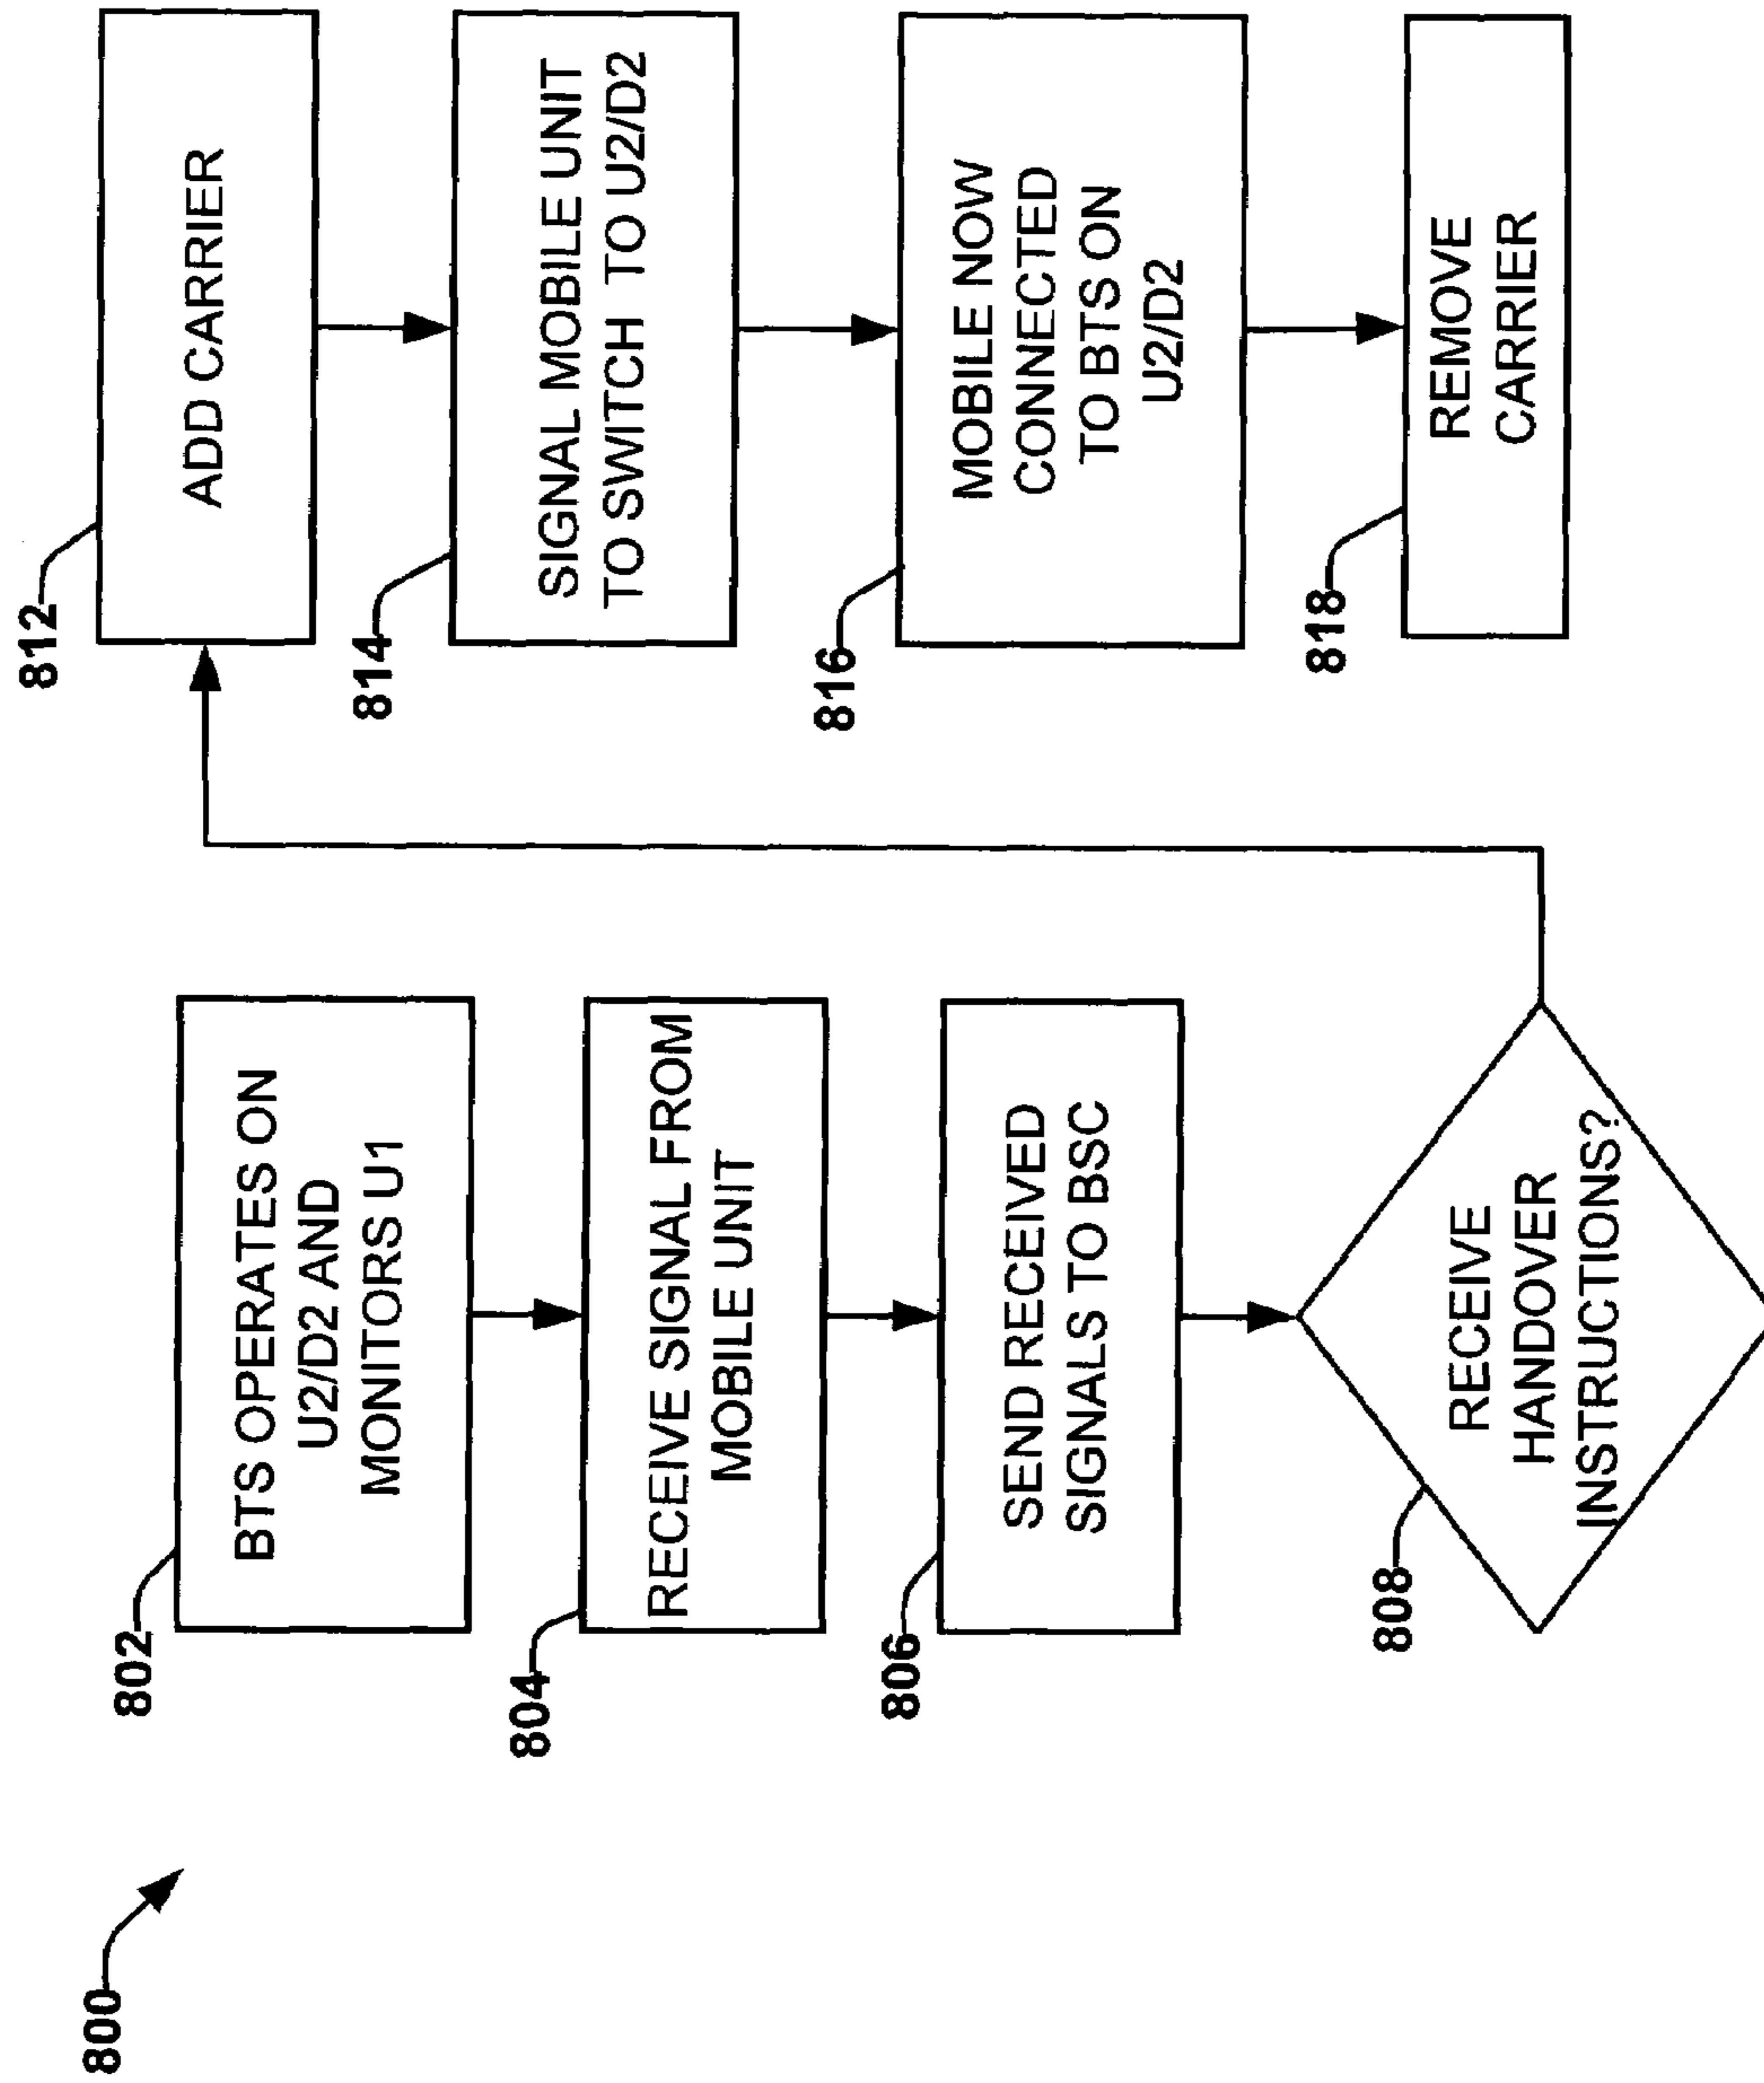 800
802
BTS OPERATES ON
U2/D2 AND
MONITORS U1
804
RECEIVE SIGNAL FROM
MOBILE UNIT
806
SEND RECEIVED
SIGNALS TO BSC
808
RECEIVE
HANDOVER
INSTRUCTIONS?
812
ADD CARRIER
814
SIGNAL MOBILE UNIT
TO SWITCH TO U2/D2
816
MOBILE NOW
CONNECTED
TO BTS ON
U2/D2
818
REMOVE
CARRIER